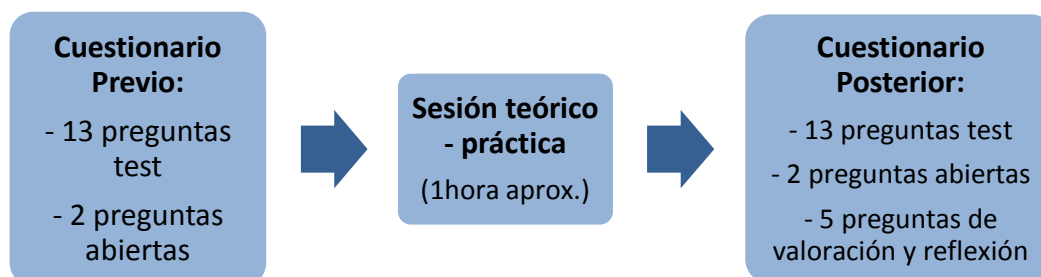 Cuestionario
Previo:
- 13 preguntas
test
- 2 preguntas
abiertas
Sesión teórico
- práctica
(1hora aprox.)
Cuestionario
Posterior:
- 13 preguntas test
- 2 preguntas abiertas
- 5 preguntas de
valoración y reflexión